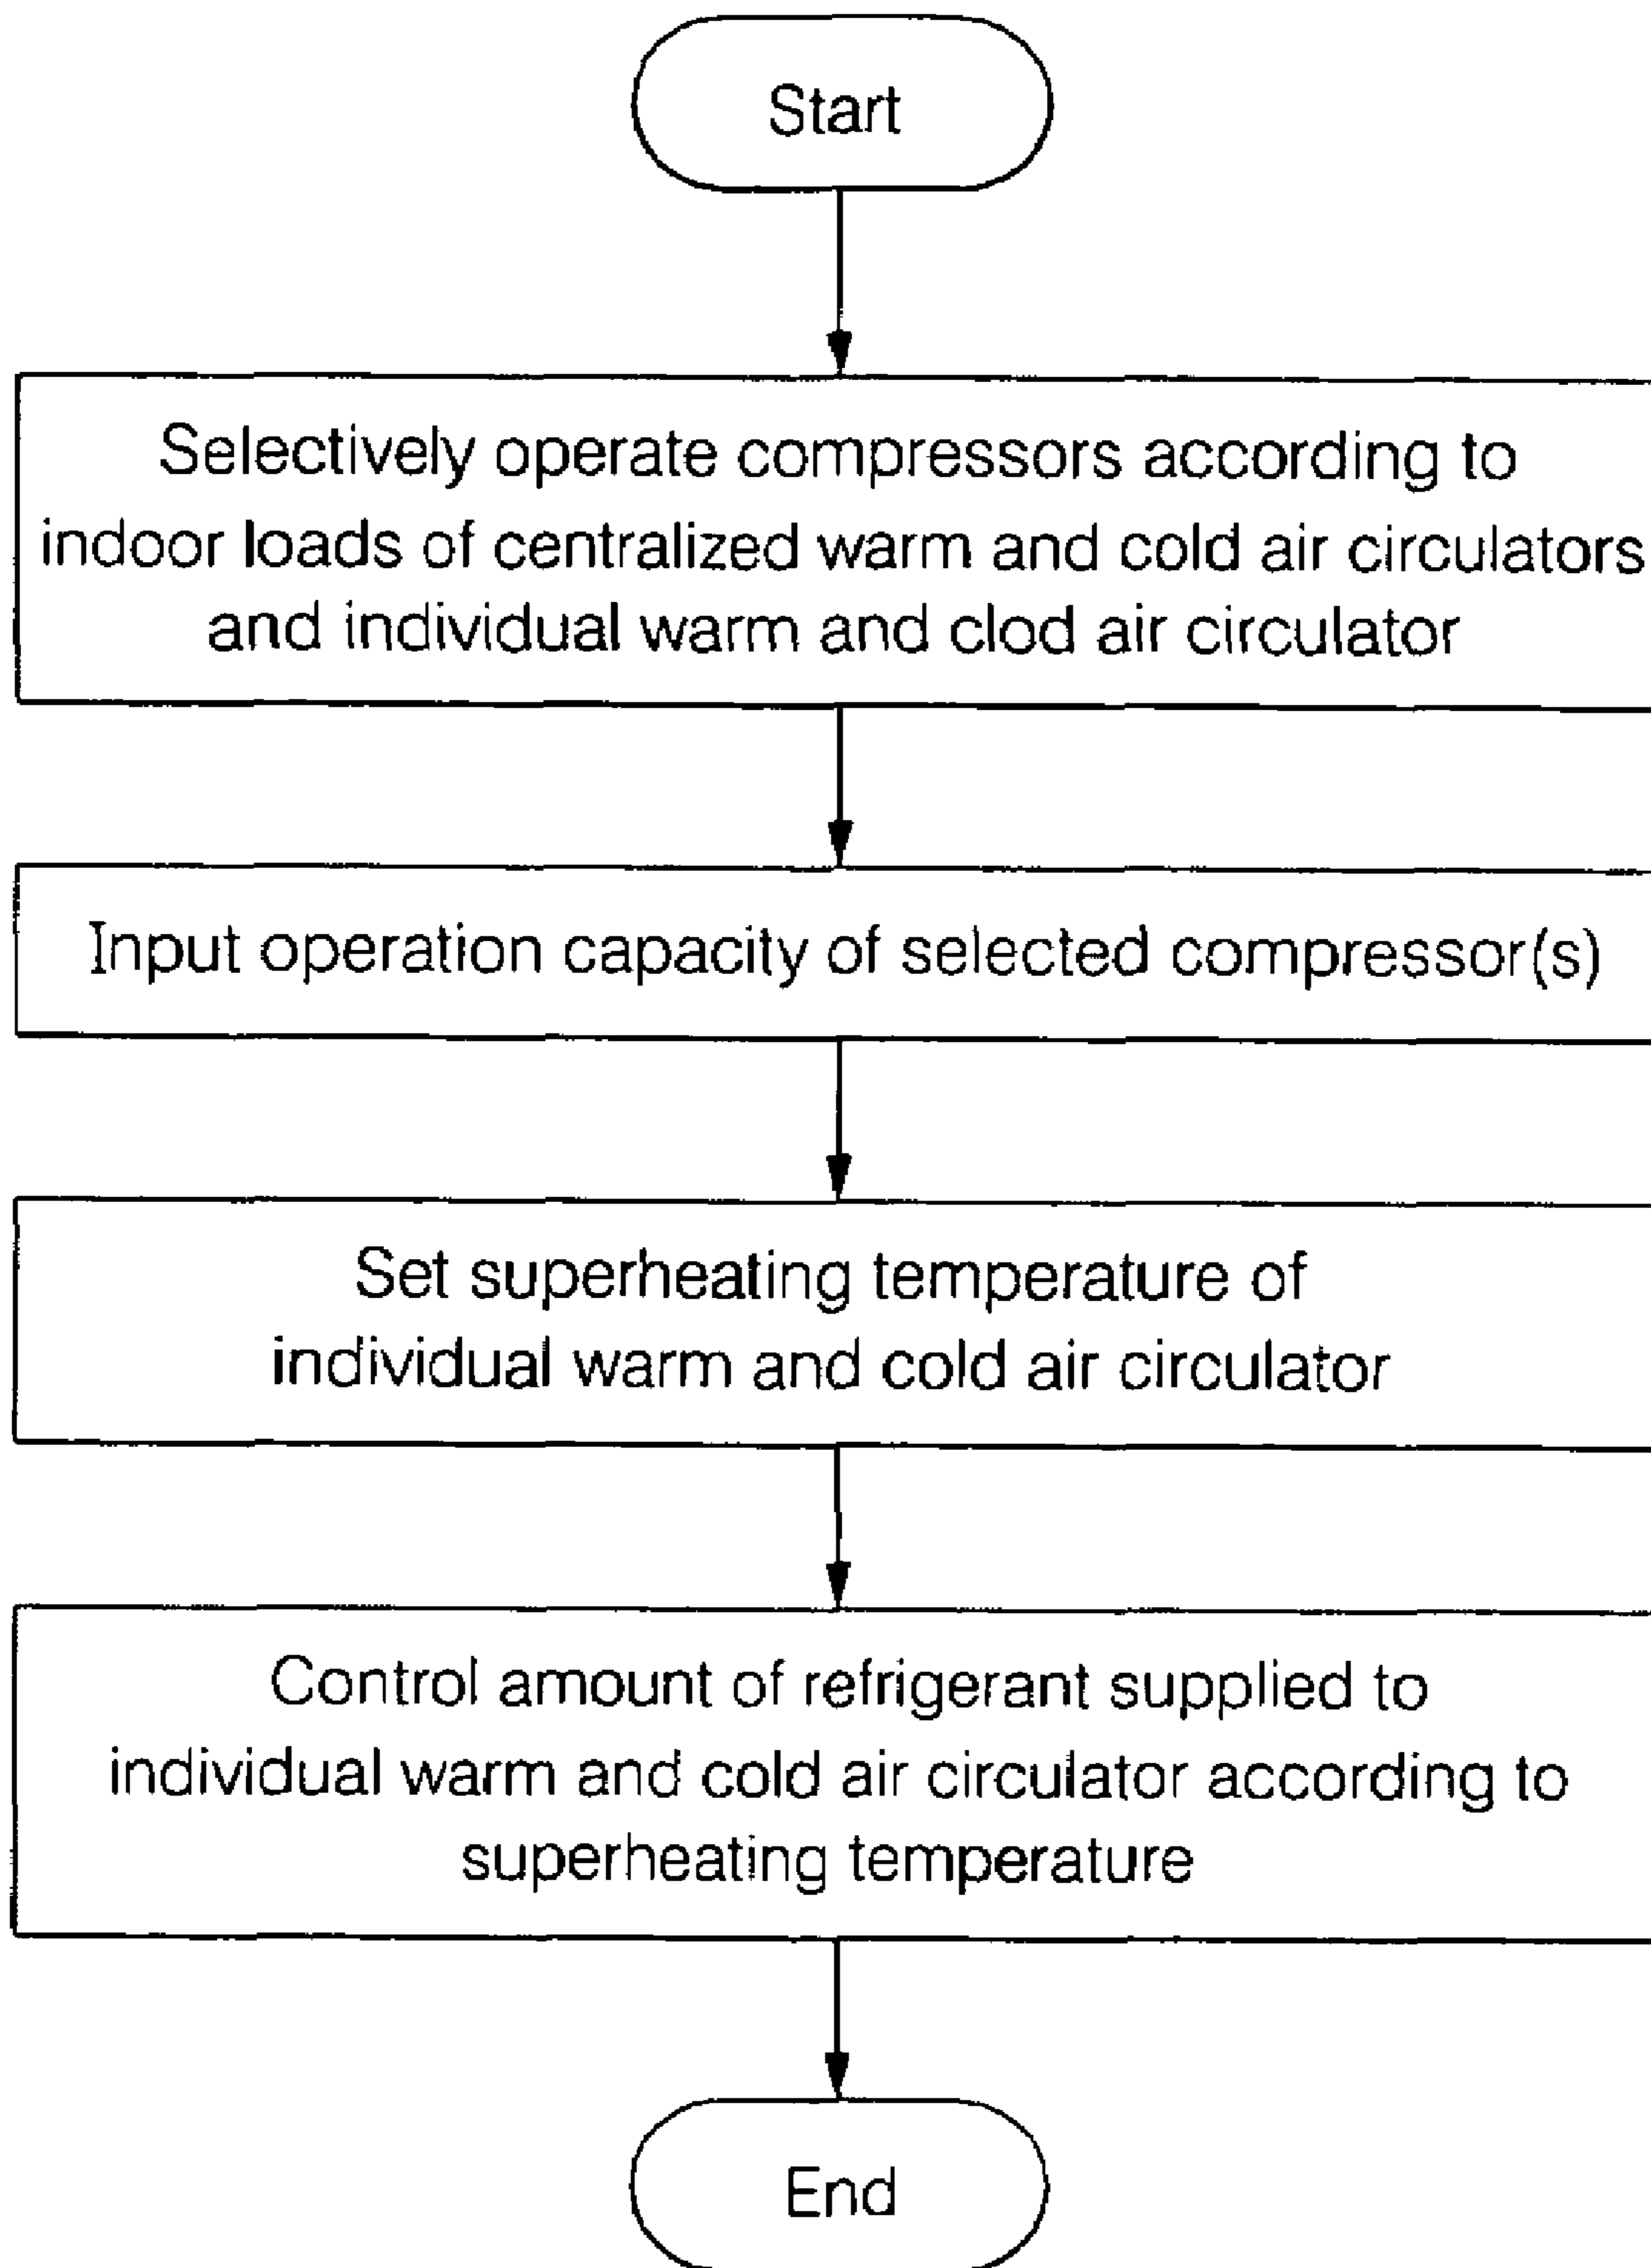 Start
Selectively operate compressors according to
indoor loads of centralized warm and cold air circulators
and individual warm and clod air circulator
Input operation capacity of selected compressor(s)
Set superheating temperature of
individual warm and cold air circulator
Control amount of refrigerant supplied to
individual warm and cold air circulator according to
superheating temperature
End